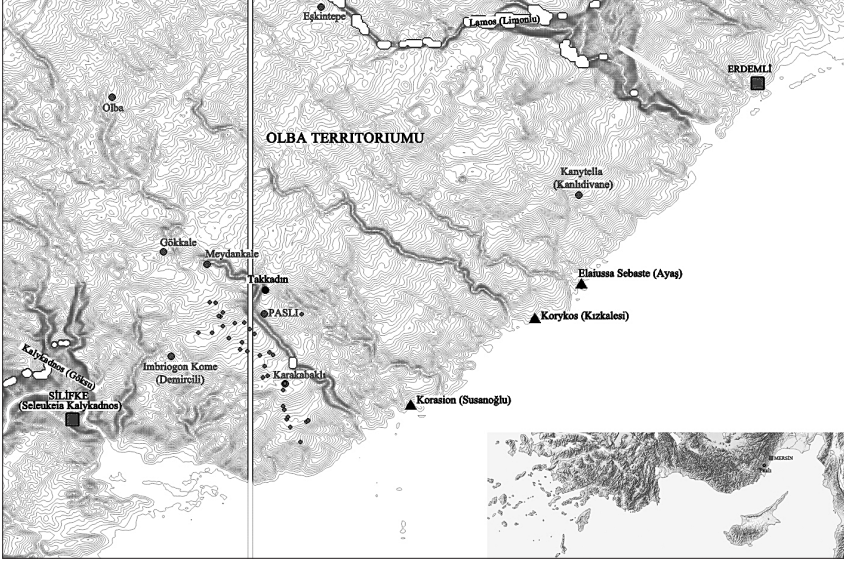 Eşkintepe
Lamos (Limonlu)
ERDEMLİ
Olba
OLBA TERRITORIUMU
Kanytella
(Kanlıdivane)
Gökkale
Meydankale
Takkadın
Elaiussa Sebaste (Ayaş)
PASLI
Korykos (Kızkalesi)
Kalykadnos (Göksu)
Imbriogon Kome
(Demircili)
Karakabaklı
SİLİFKE
(Seleukeia Kalykadnos)
Korasion (Susanoğlu)
MERSİN
Paslı